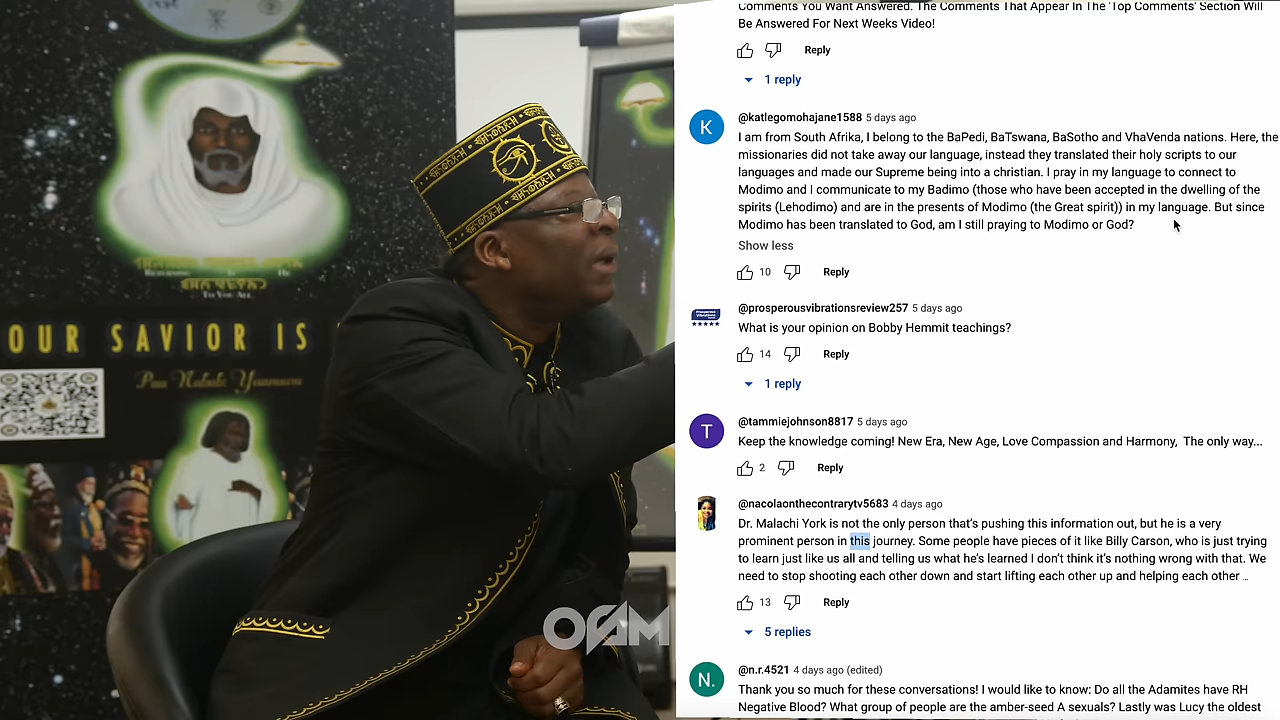 OUR SAVIOR IS
Paa Nabab Yaanuwn
To You All
OGM
Comments You Want Answered. The Comments That Appear In The 'Top Comments' Section Will
Be Answered For Next Weeks Video!
Reply
1 reply
K
@katlegomohajane1588 5 days ago
I am from South Afrika, I belong to the BaPedi, BaTswana, BaSotho and VhaVenda nations. Here, the
missionaries did not take away our language, instead they translated their holy scripts to our
languages and made our Supreme being into a christian. I pray in my language to connect to
Modimo and I communicate to my Badimo (those who have been accepted in the dwelling of the
spirits (Lehodimo) and are in the presents of Modimo (the Great spirit)) in my language. But since
Modimo has been translated to God, am I still praying to Modimo or God?
Show less
10 Reply
@prosperousvibrationsreview257 5 days ago
What is your opinion on Bobby Hemmit teachings?
14 Reply
1 reply
T
@tammiejohnson8817 5 days ago
Keep the knowledge coming! New Era, New Age, Love Compassion and Harmony, The only way...
2 Reply
@nacolaonthecontrarytv5683 4 days ago
Dr. Malachi York is not the only person that's pushing this information out, but he is a very
prominent person in this journey. Some people have pieces of it like Billy Carson, who is just trying
to learn just like us all and telling us what he's learned I don't think it's nothing wrong with that. We
need to stop shooting each other down and start lifting each other up and helping each other ...
13 Reply
5 replies
N.
@n.r.4521 4 days ago (edited)
Thank you so much for these conversations! I would like to know: Do all the Adamites have RH
Negative Blood? What group of people are the amber-seed A sexuals? Lastly was Lucy the oldest